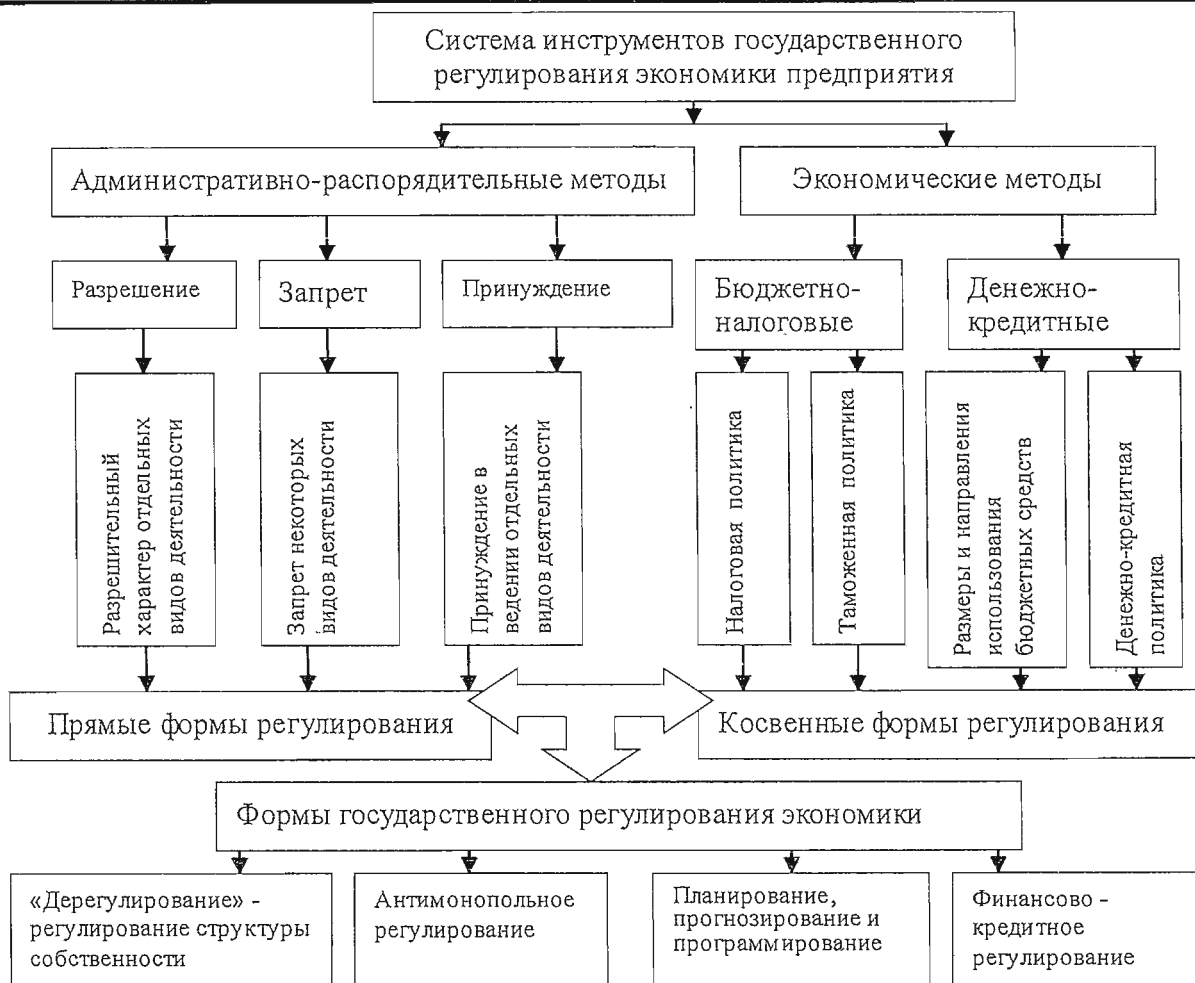 Система инструментов государственного
регулирования экономики предприятия
Административно-распорядительные методы
Экономические методы
Разрешение
Запрет
Принуждение
Бюджетно-
налоговые
Денежно-
кредитные
Разрешительный
характер отдельных
видов деятельности
Запрет некоторых
видов деятельности
Принуждение в
ведении отдельных
видов деятельности
Налоговая политика
Таможенная политика
Размеры и направления
использования
бюджетных средств
Денежно-кредитная
политика
Прямые формы регулирования
Косвенные формы регулирования
Формы государственного регулирования экономики
«Дерегулирование» -
регулирование структуры
собственности
Антимонопольное
регулирование
Планирование,
прогнозирование и
программирование
Финансово -
кредитное
регулирование